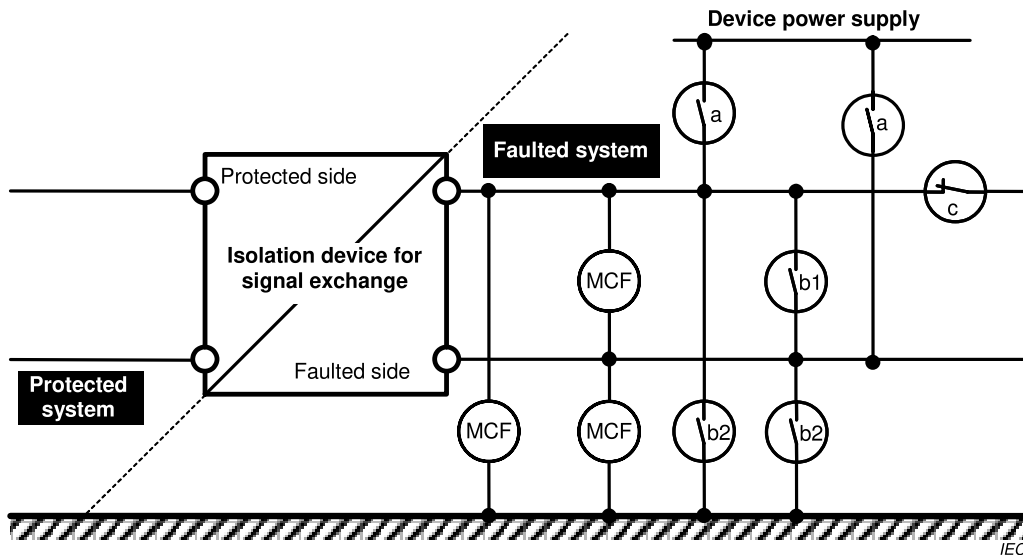 Device power supply
a
a
Faulted system
Protected side
c
Isolation device for
signal exchange
MCF
b1
Faulted side
Protected
system
MCF
MCF
b2
b2
IEC